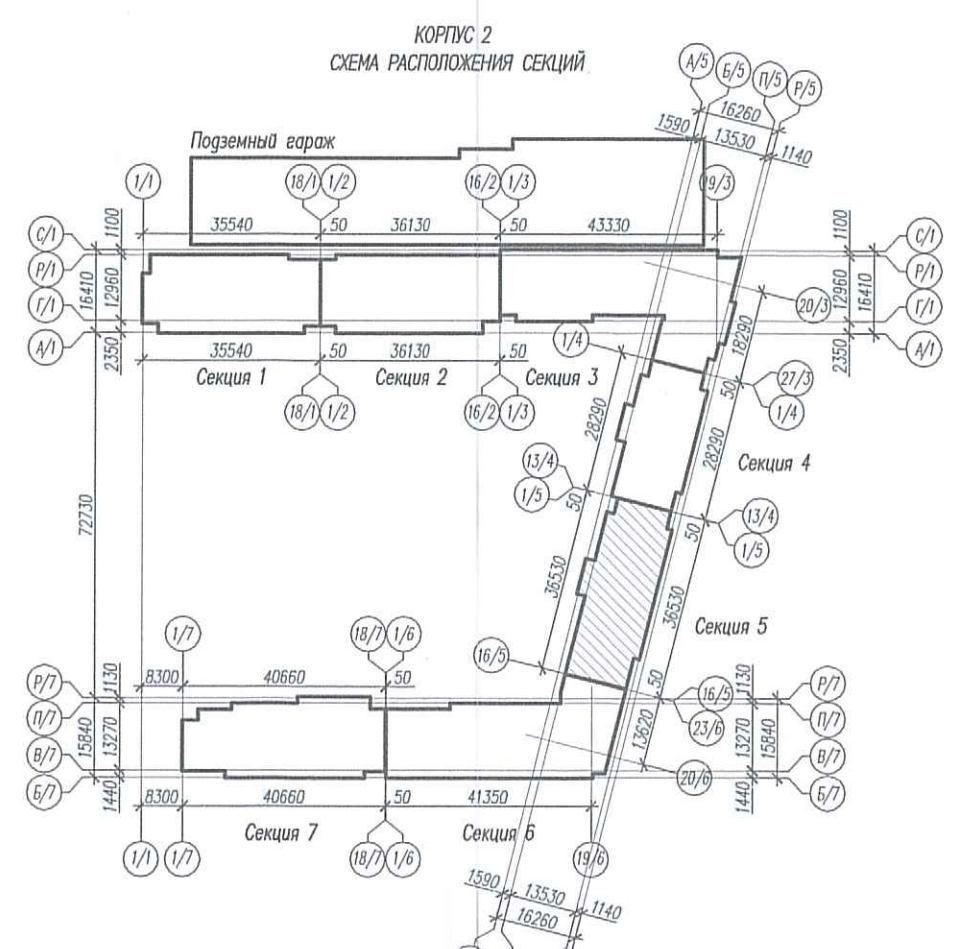 КОРПУС 2
СХЕМА РАСПОЛОЖЕНИЯ СЕКЦИЙ
А/5 Б/5 П/5 Р/5
16260
1590 13530 1140
Подземный гараж
1/1 18/1 1/2 16/2 1/3 19/3
35540 50 36130 50 43330
С/1 1100 1100 С/1
Р/1 16410 12960 12960 16410 Р/1
Г/1 Г/1
А/1 2350 2350 А/1
20/3
18290
1/4
35540 50 36130 50
Секция 1 Секция 2 Секция 3
27/3
50
1/4
18/1 1/2 16/2 1/3
28290 28290
Секция 4
13/4
1/5
50
13/4
50
1/5
72730
36530 36530
Секция 5
1/7 18/7 1/6
16/5
8300 40660 50
50
16/5
23/6
Р/7 1130 1130 Р/7
П/7 15840 13270 13270 15840 П/7
13620
В/7 В/7
20/6
Б/7 1440 1440 Б/7
8300 40660 50 41350
Секция 7 Секция 6
1/1 1/7 18/7 1/6 19/6
1590 13530 1140
16260